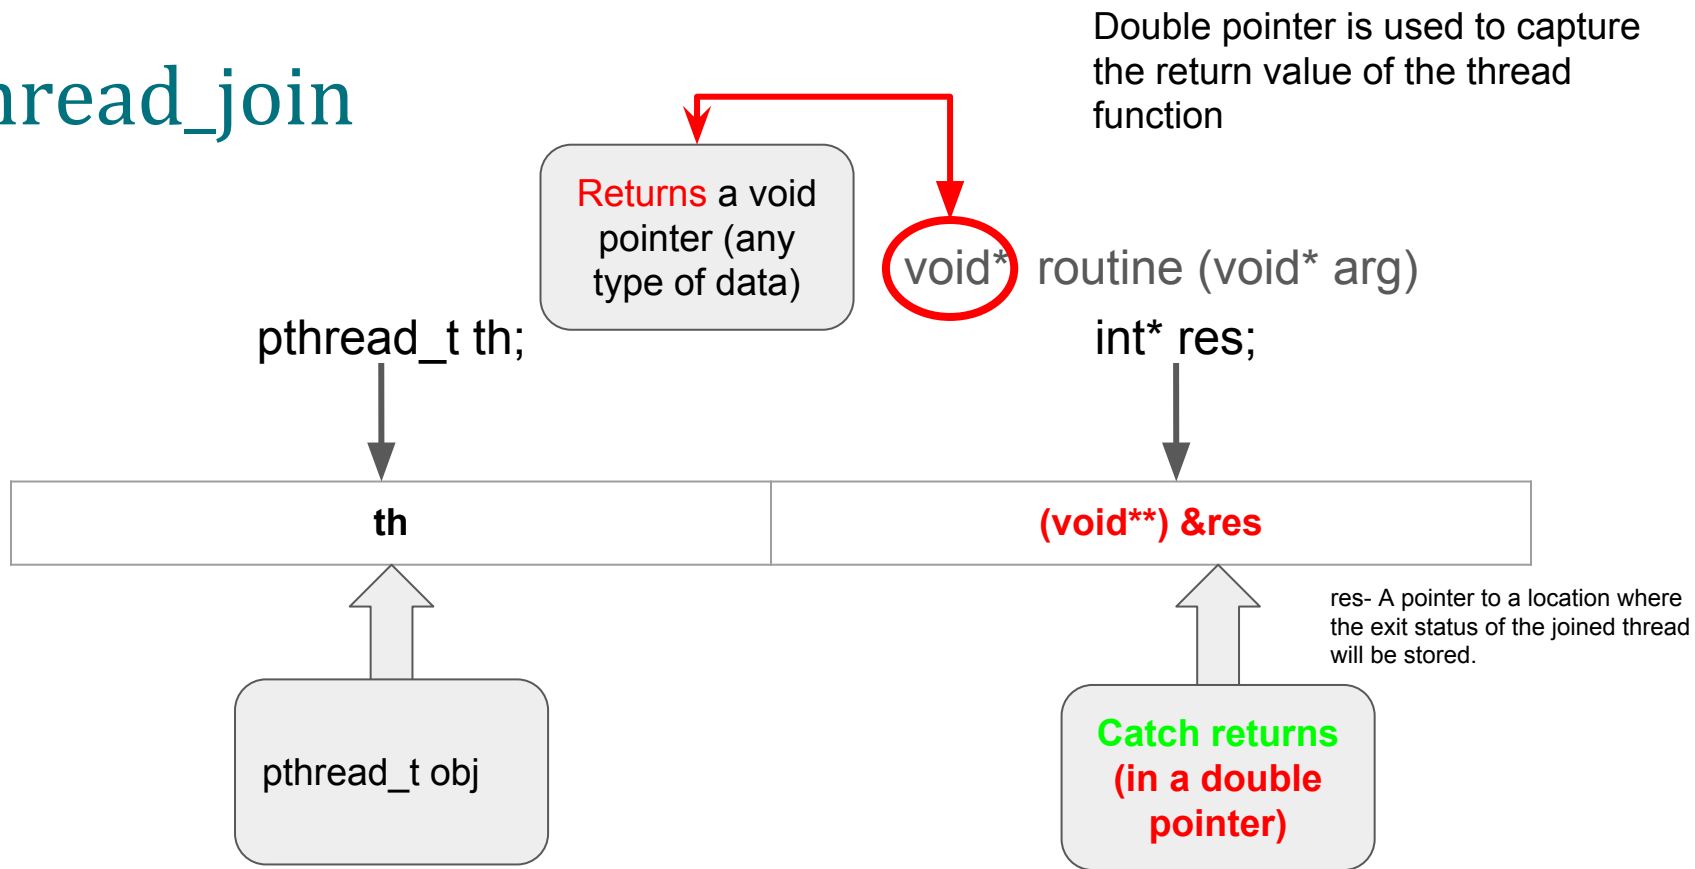 hread_join
Double pointer is used to capture
the return value of the thread
function
Returns a void
pointer (any
type of data)
void* routine (void* arg)
pthread_t th;
int* res;
th
(void**) &res
res- A pointer to a location where
the exit status of the joined thread
will be stored.
pthread_t obj
Catch returns
(in a double
pointer)